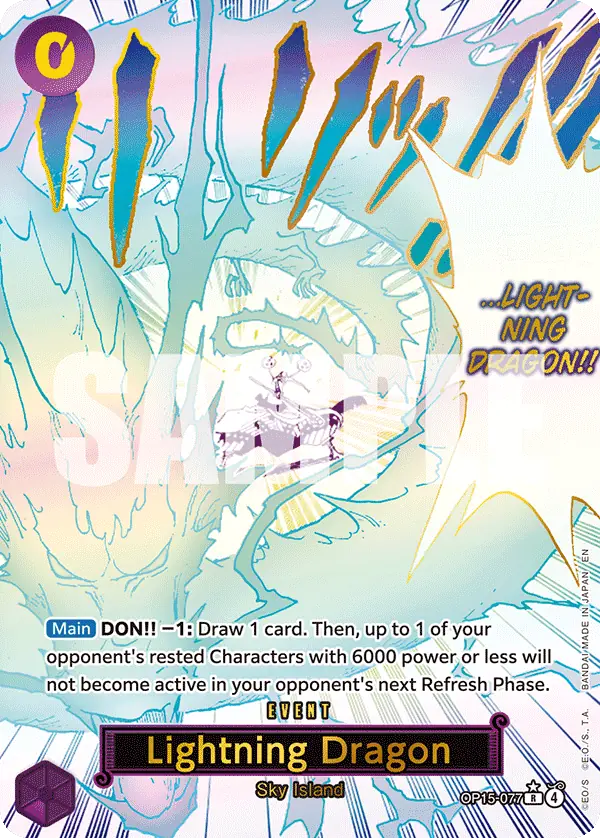 0
...LIGHT-
NING
DRAGON!!
SAMPLE
Main DON!! −1: Draw 1 card. Then, up to 1 of your
opponent's rested Characters with 6000 power or less will
not become active in your opponent's next Refresh Phase.
EVENT
Lightning Dragon
Sky Island
OP15-077 R 4
©EO/S ©E.O./S, T.A. BANDAI MADE IN JAPAN EN